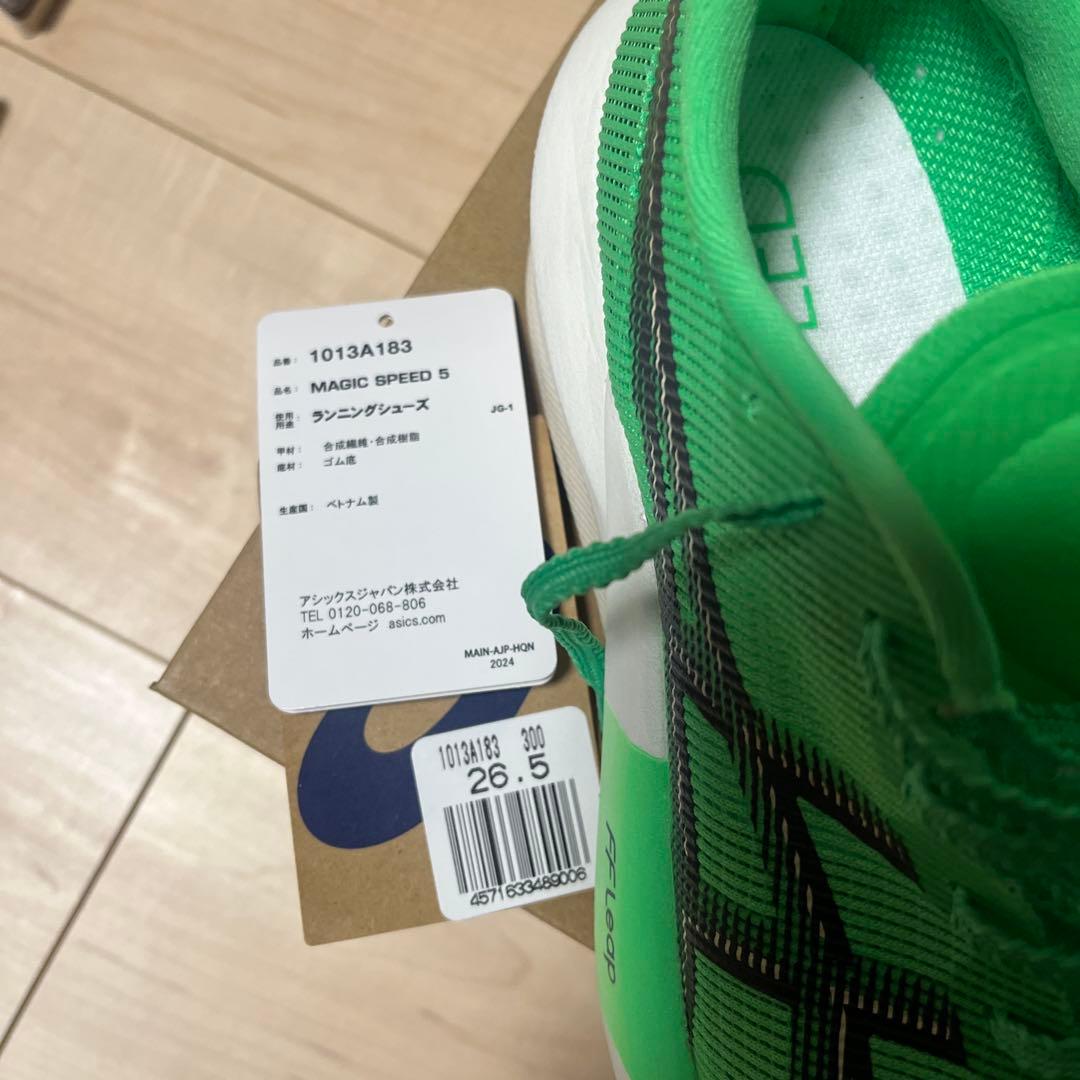 品番: 1013A183
品名: MAGIC SPEED 5
使用用途: ランニングシューズ JG-1
甲材: 合成繊維・合成樹脂
底材: ゴム底
生産国: ベトナム製
アシックスジャパン株式会社
TEL 0120-068-806
ホームページ asics.com
MAIN-AJP-HQN
2024
1013A183 300
26.5
4571633489006
FF Leap